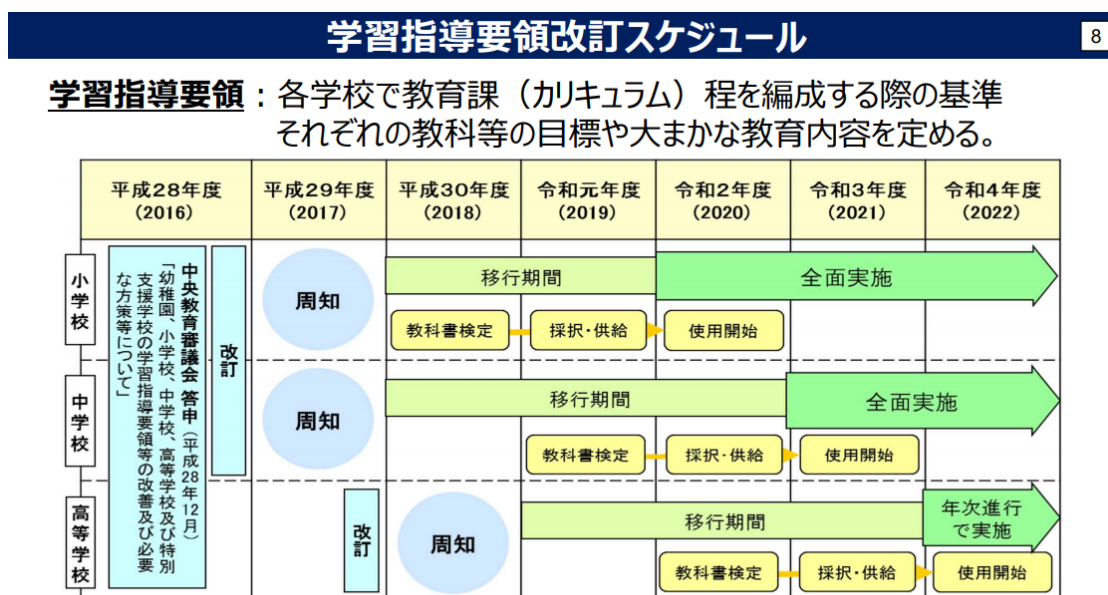 学習指導要領改訂スケジュール
8
学習指導要領：各学校で教育課（カリキュラム）程を編成する際の基準
それぞれの教科等の目標や大まかな教育内容を定める。
平成28年度
(2016)
平成29年度
(2017)
平成30年度
(2018)
令和元年度
(2019)
令和2年度
(2020)
令和3年度
(2021)
令和4年度
(2022)
小学校
中央教育審議会 答申（平成28年12月）
「幼稚園、小学校、中学校、高等学校及び特別
支援学校の学習指導要領等の改善及び必要
な方策等について」
改訂
周知
移行期間
全面実施
教科書検定
採択・供給
使用開始
中学校
周知
移行期間
全面実施
教科書検定
採択・供給
使用開始
高等学校
改訂
周知
移行期間
年次進行
で実施
教科書検定
採択・供給
使用開始